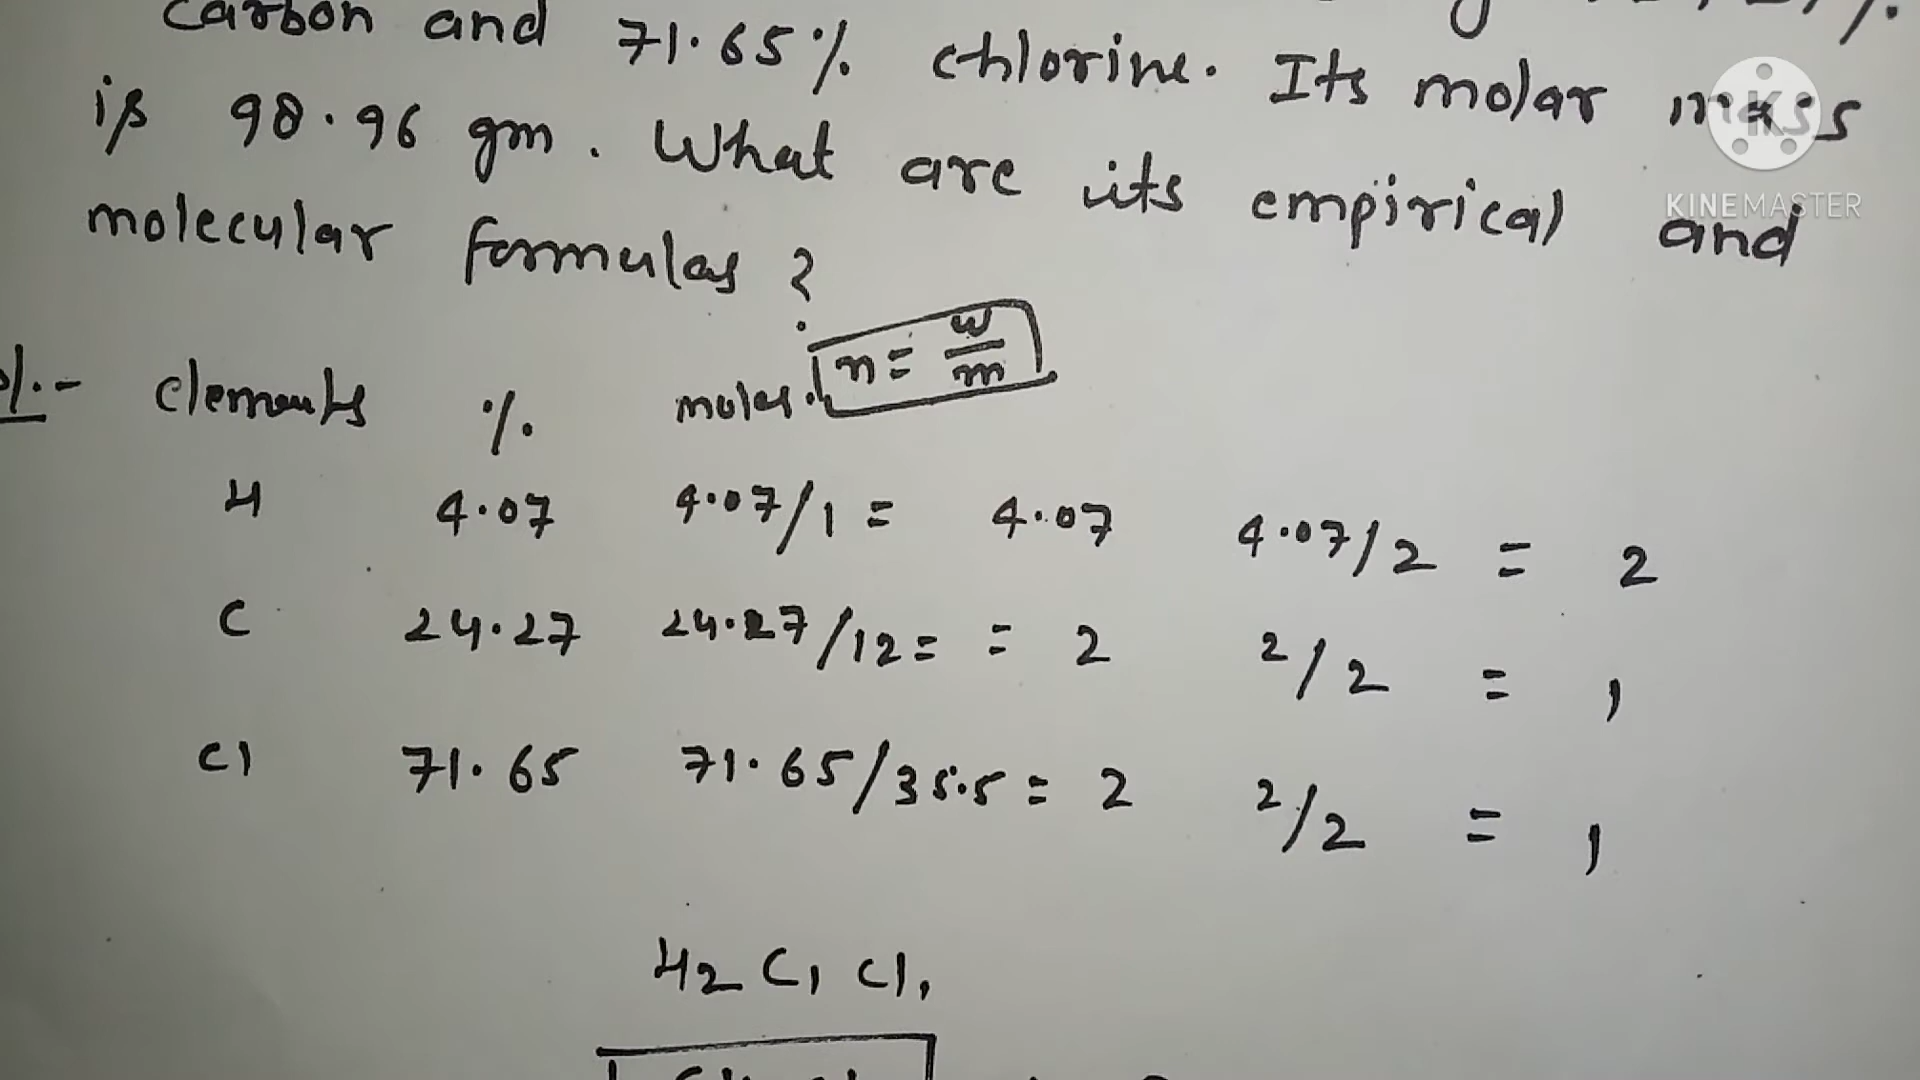 carbon and 71.65% chlorine. Its molar mass
is 98.96 gm. What are its empirical and
molecular formulas?
elements % moles. n = w/m
H 4.07 4.07/1 = 4.07 4.07/2 = 2
C 24.27 24.27/12 = = 2 2/2 = 1
Cl 71.65 71.65/35.5 = 2 2/2 = 1
H2 C1 Cl1
KS
KINEMASTER